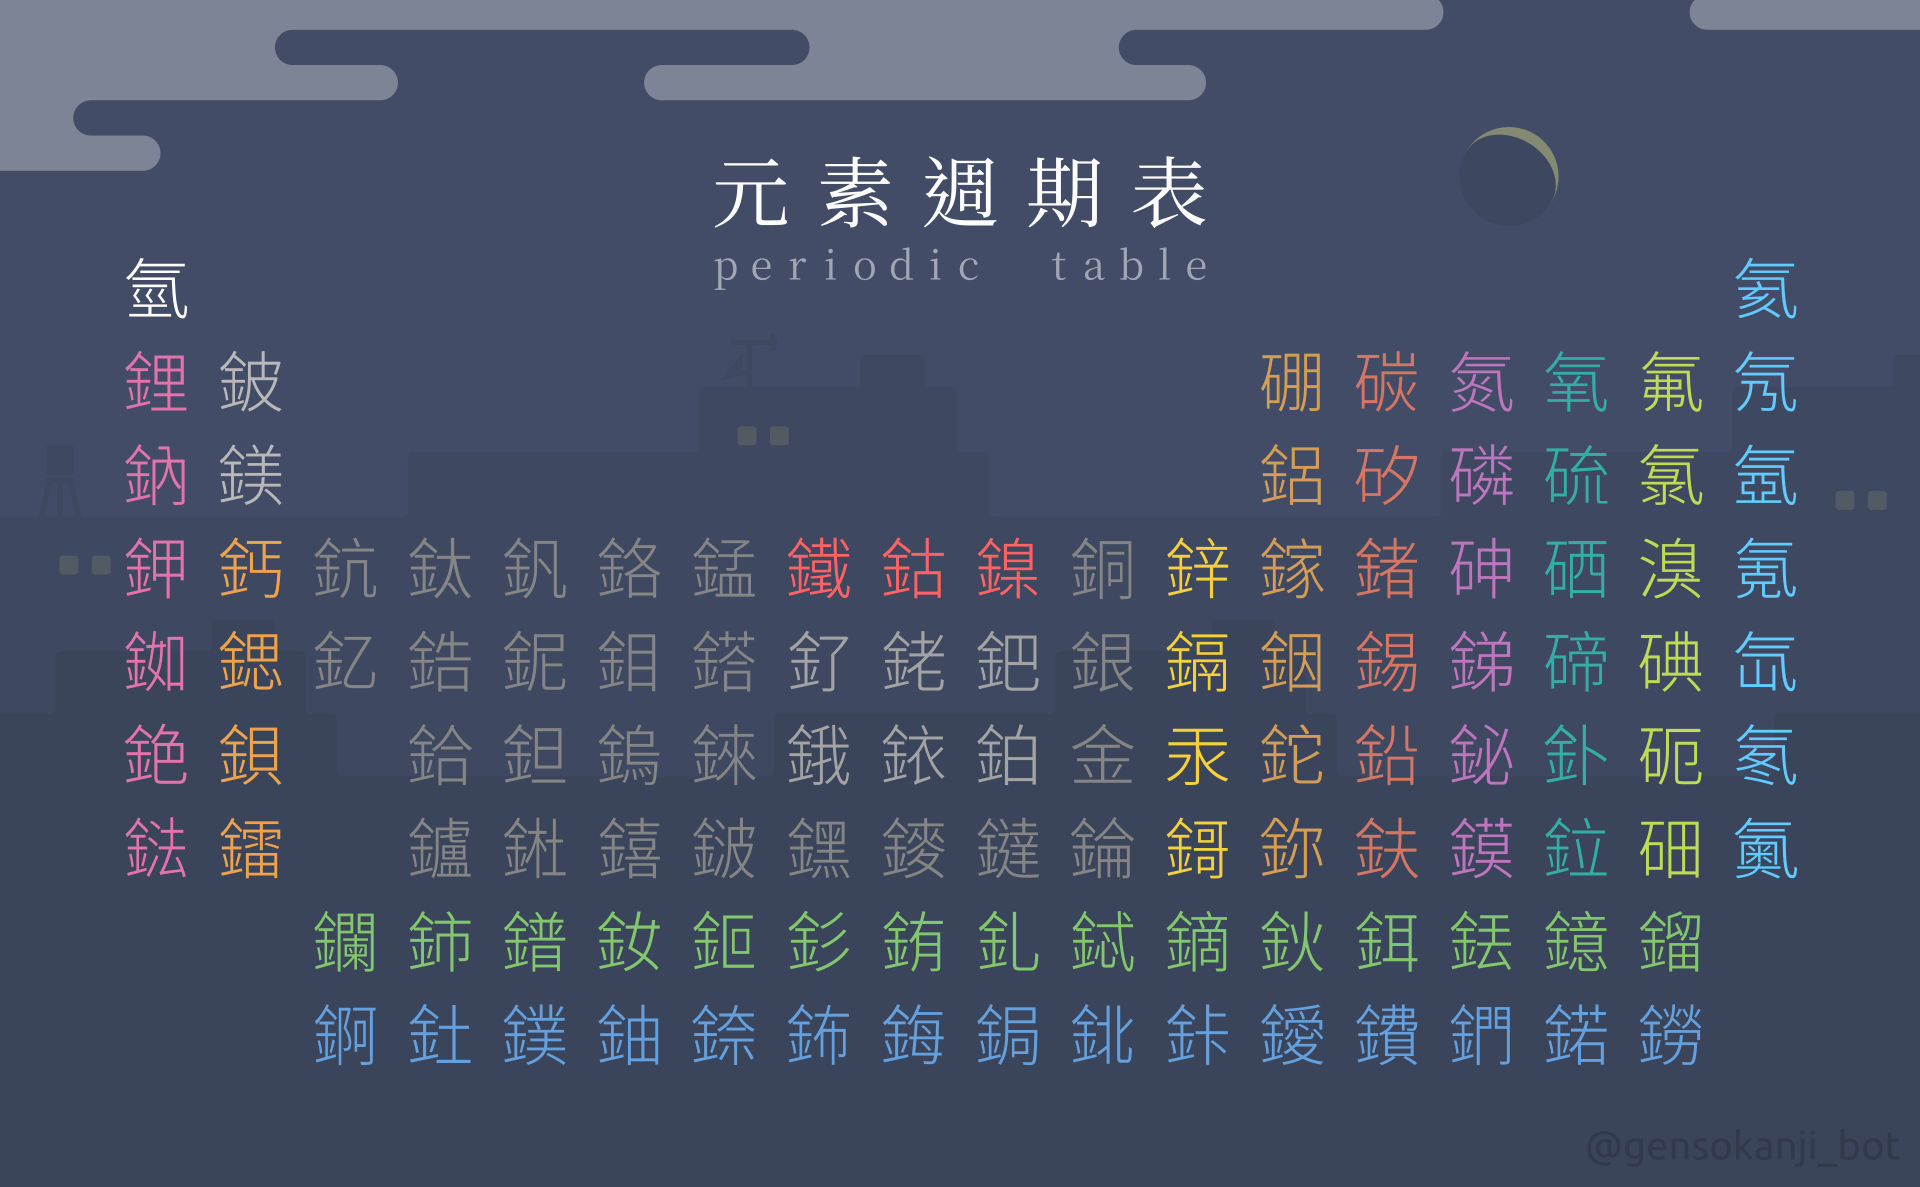 元素週期表
periodic table
氫 氦
鋰 鈹 硼 碳 氮 氧 氟 氖
鈉 鎂 鋁 矽 磷 硫 氯 氬
鉀 鈣 鈧 鈦 釩 鉻 錳 鐵 鈷 鎳 銅 鋅 鎵 鍺 砷 硒 溴 氪
銣 鍶 釔 鋯 鈮 鉬 鎝 釕 銠 鈀 銀 鎘 銦 錫 銻 碲 碘 氙
銫 鋇 鉿 鉭 鎢 錸 鋨 銥 鉑 金 汞 鉈 鉛 鉍 釙 砈 氡
鍅 鐳 鑪 𨧀 𨭎 𨨏 𨭆 䥑 鐽 錀 鎶 鉨 鈇 鏌 鉝 鿬 鿫
鑭 鈰 鐠 釹 鉕 釤 銪 釓 鋱 鏑 鈥 鉺 銩 鐿 鎦
錒 釷 鏷 鈾 錼 鈽 鋂 鋦 鉳 鉲 鑀 鐨 鍆 鍩 鐒
@gensokanji_bot